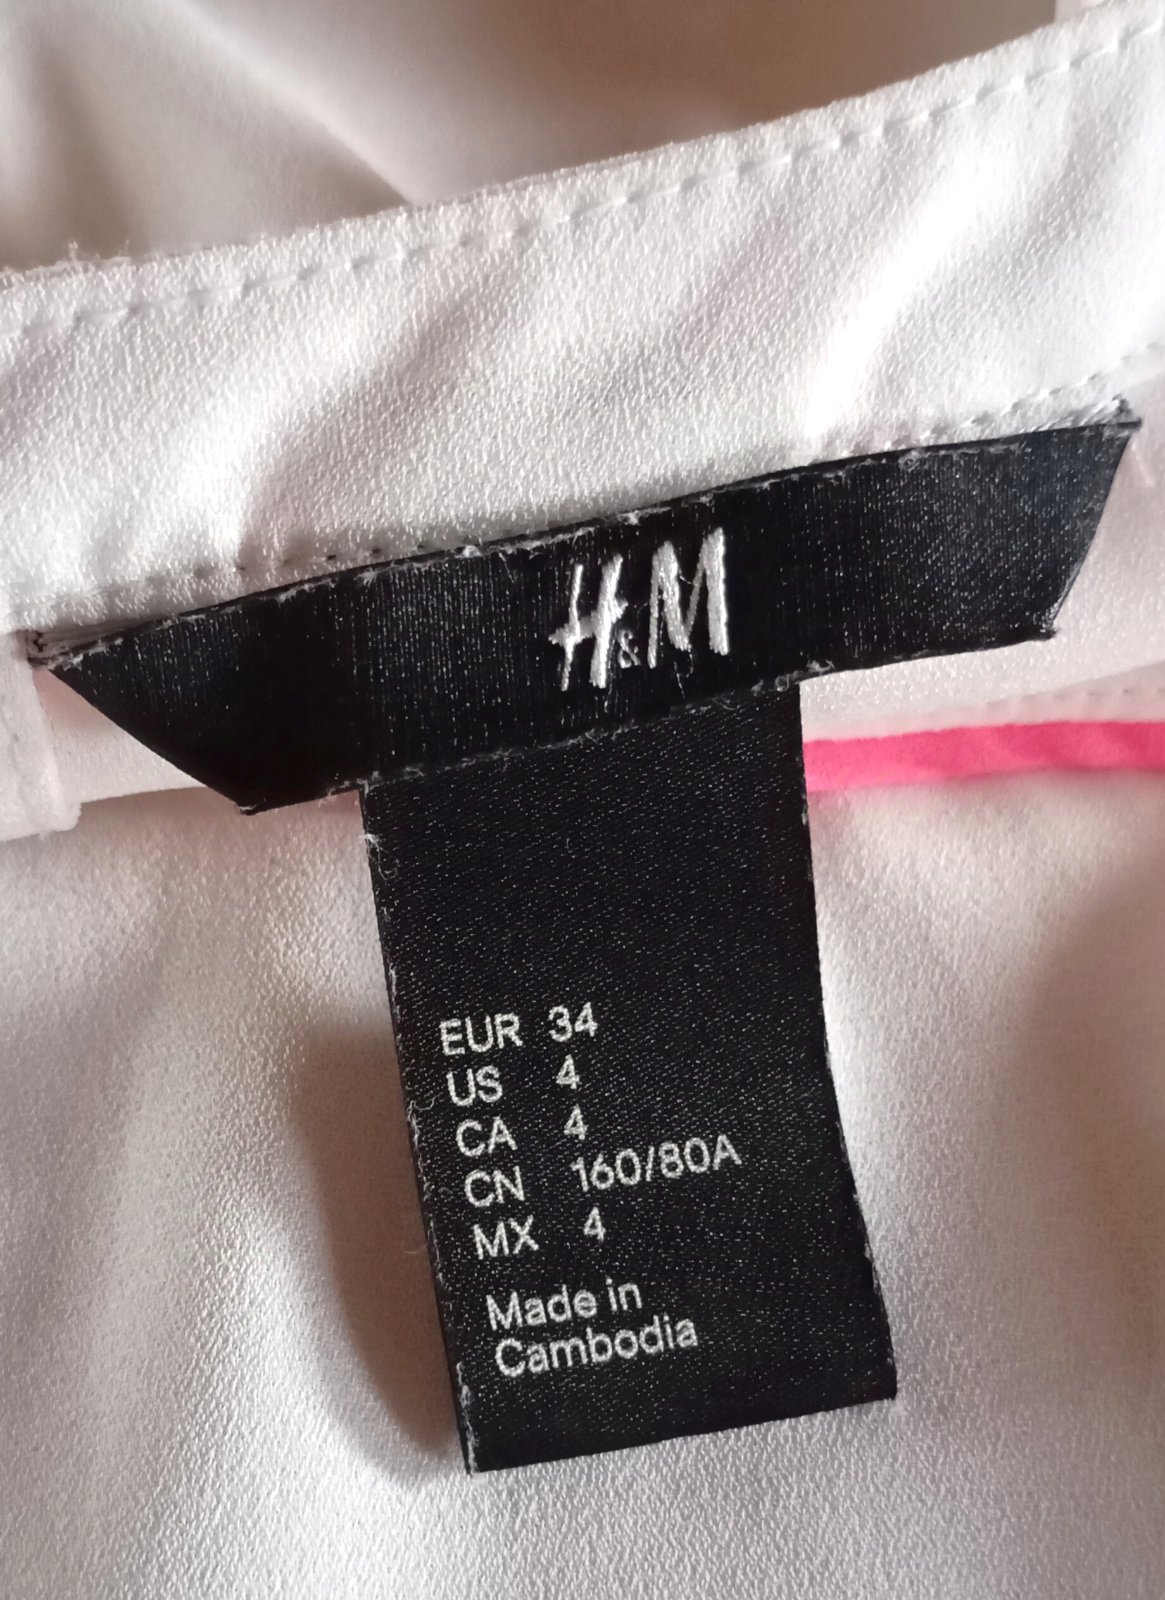 H&M
EUR 34
US 4
CA 4
CN 160/80A
MX 4
Made in
Cambodia